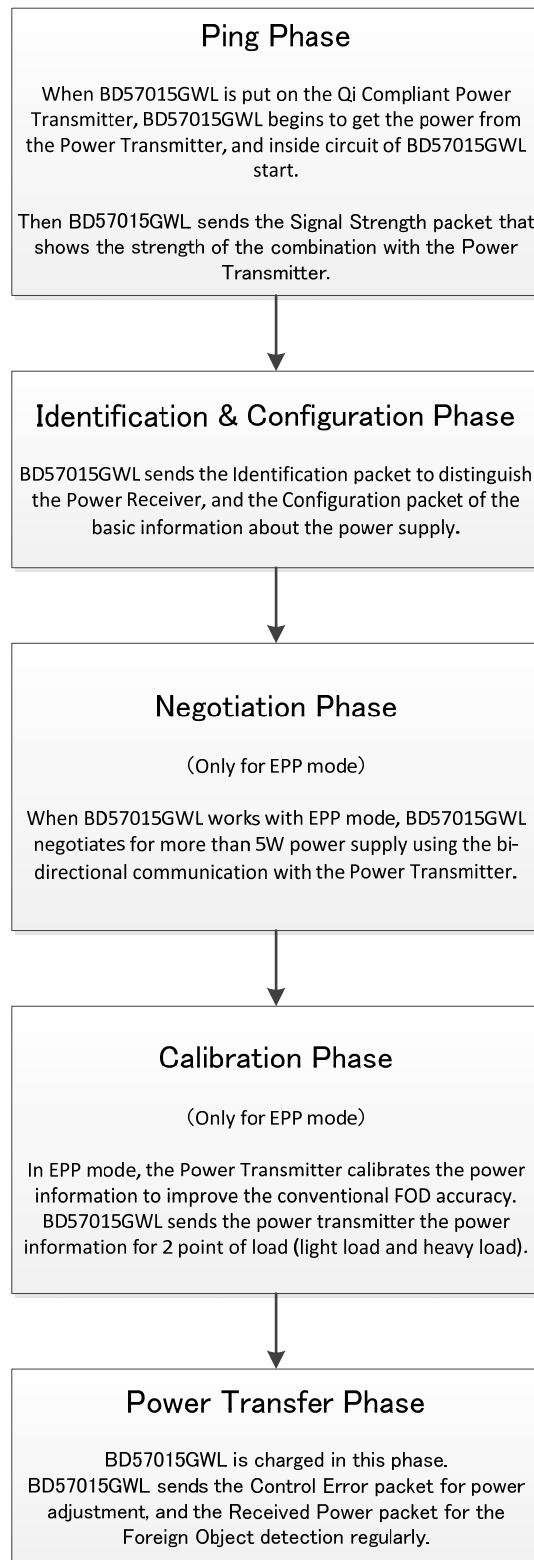 Ping Phase
When BD57015GWL is put on the Qi Compliant Power
Transmitter, BD57015GWL begins to get the power from
the Power Transmitter, and inside circuit of BD57015GWL
start.
Then BD57015GWL sends the Signal Strength packet that
shows the strength of the combination with the Power
Transmitter.
Identification & Configuration Phase
BD57015GWL sends the Identification packet to distinguish
the Power Receiver, and the Configuration packet of the
basic information about the power supply.
Negotiation Phase
(Only for EPP mode)
When BD57015GWL works with EPP mode, BD57015GWL
negotiates for more than 5W power supply using the bi-
directional communication with the Power Transmitter.
Calibration Phase
(Only for EPP mode)
In EPP mode, the Power Transmitter calibrates the power
information to improve the conventional FOD accuracy.
BD57015GWL sends the power transmitter the power
information for 2 point of load (light load and heavy load).
Power Transfer Phase
BD57015GWL is charged in this phase.
BD57015GWL sends the Control Error packet for power
adjustment, and the Received Power packet for the
Foreign Object detection regularly.